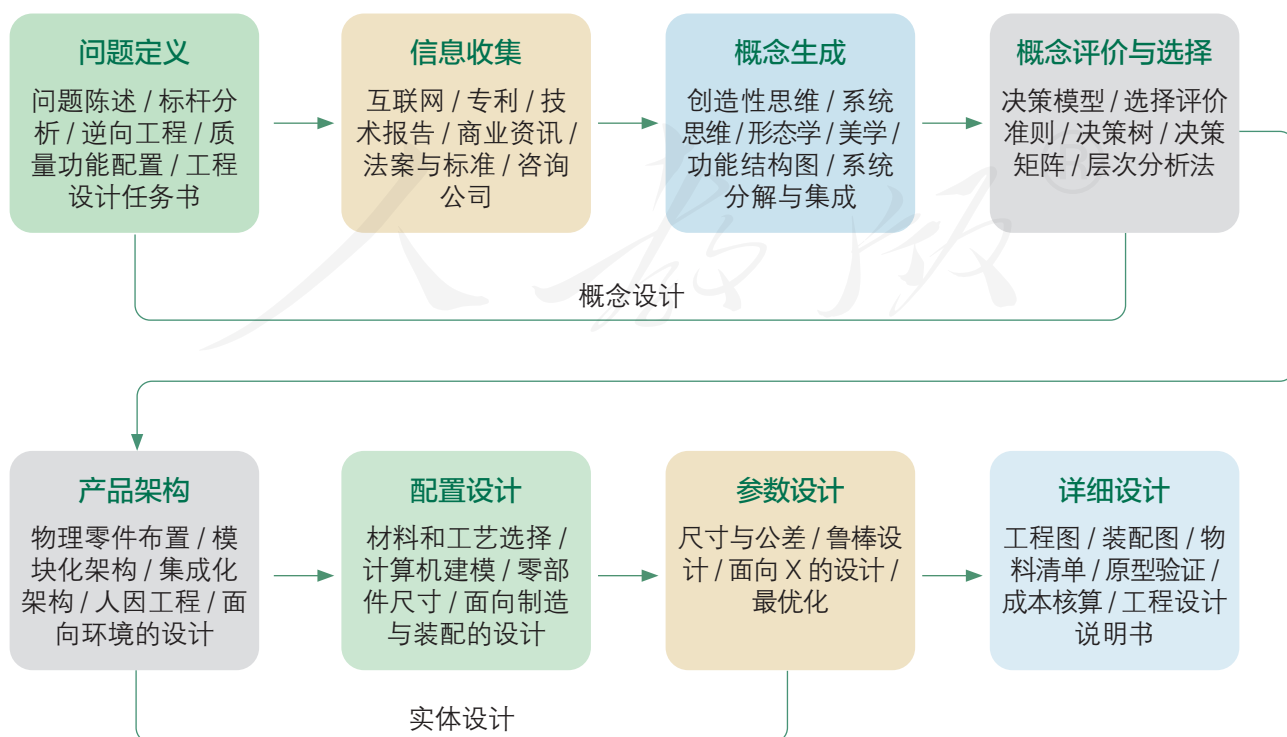 问题定义
问题陈述 / 标杆分
析 / 逆向工程 / 质
量功能配置 / 工程
设计任务书
信息收集
互联网 / 专利 / 技
术报告 / 商业资讯 /
法案与标准 / 咨询
公司
概念生成
创造性思维 / 系统
思维 / 形态学 / 美学 /
功能结构图 / 系统
分解与集成
概念评价与选择
决策模型 / 选择评价
准则 / 决策树 / 决策
矩阵 / 层次分析法
人教版®
概念设计
产品架构
物理零件布置 / 模
块化架构 / 集成化
架构 / 人因工程 / 面
向环境的设计
配置设计
材料和工艺选择 /
计算机建模 / 零部
件尺寸 / 面向制造
与装配的设计
参数设计
尺寸与公差 / 鲁棒设
计 / 面向 X 的设计 /
最优化
详细设计
工程图 / 装配图 / 物
料清单 / 原型验证 /
成本核算 / 工程设计
说明书
实体设计